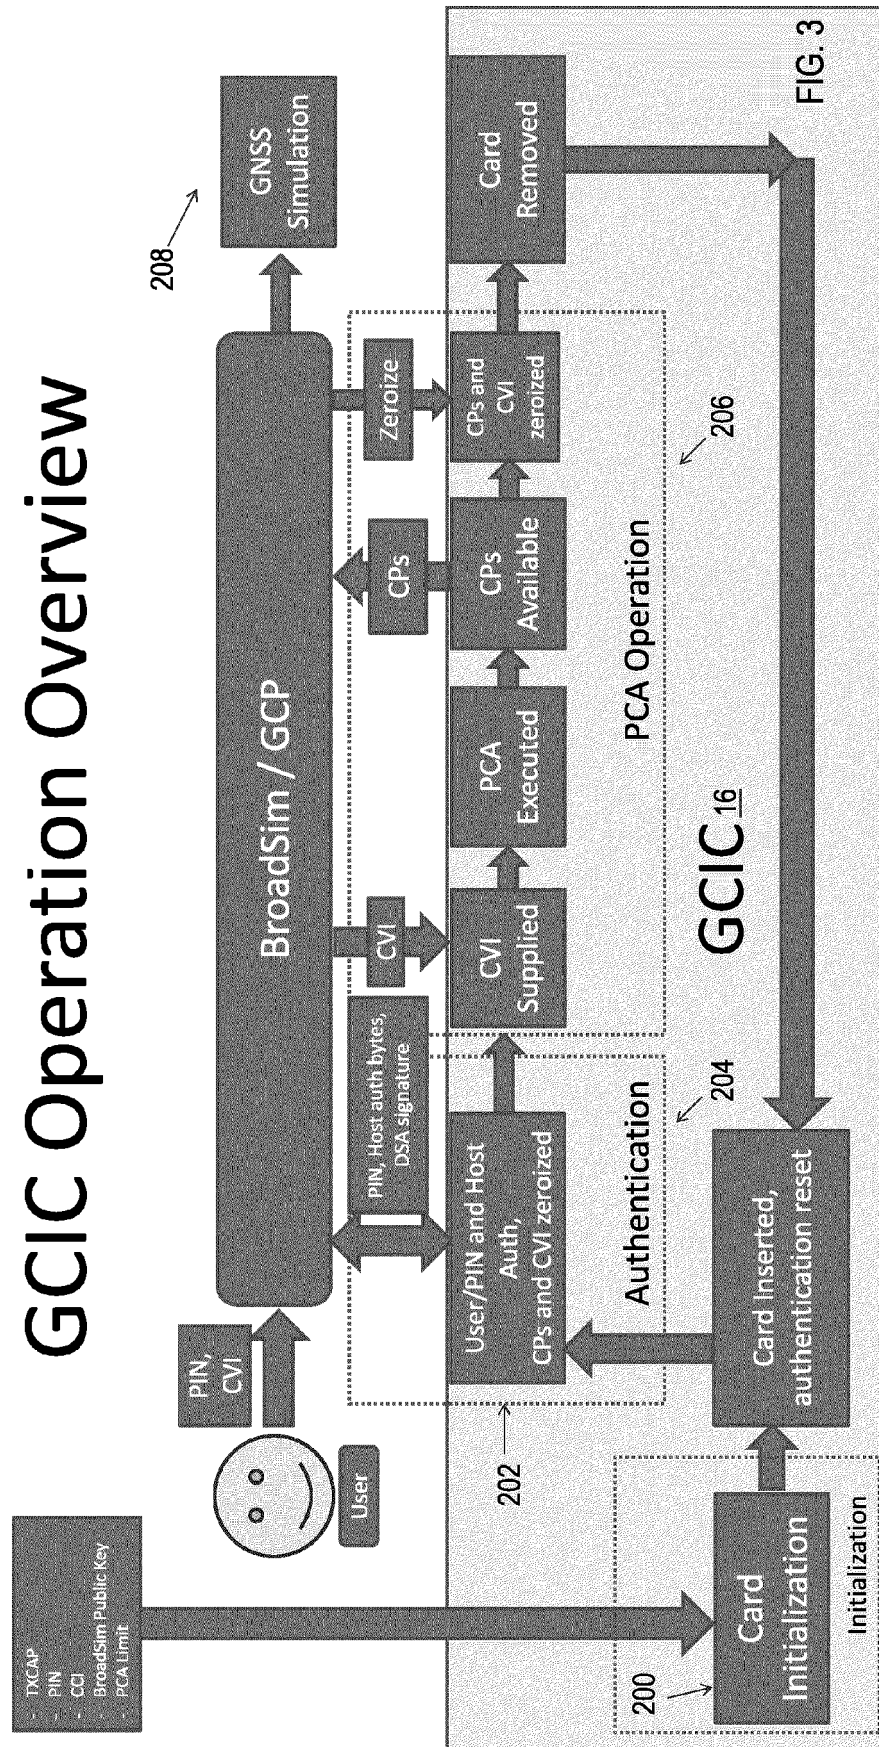 GCIC Operation Overview
- TXCAP
- PIN
- CCI
- BroadSim Public Key
- PCA Limit
User
PIN,
CVI
BroadSim / GCP
GNSS
Simulation
208
PIN, Host auth bytes,
DSA signature
CVI
CPs
Zeroize
202
User/PIN and Host
Auth,
CPs and CVI zeroized
CVI
Supplied
PCA
Executed
CPs
Available
CPs and
CVI
zeroized
Card
Removed
Authentication
204
PCA Operation
206
200
Card
Initialization
Initialization
Card Inserted,
authentication reset
GCIC 16
FIG. 3